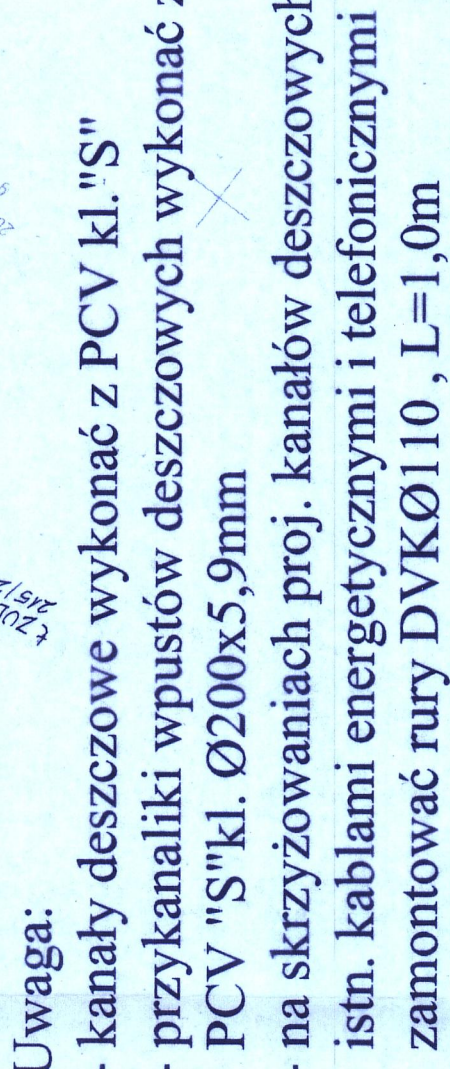 Uwaga:
- kanały deszczowe wykonać z PCV kl."S"
- przykanaliki wpustów deszczowych wykonać z
PCV "S"kl. Ø200x5,9mm
- na skrzyżowaniach proj. kanałów deszczowych
istn. kablami energetycznymi i telefonicznymi
zamontować rury DVKØ110 , L=1,0m